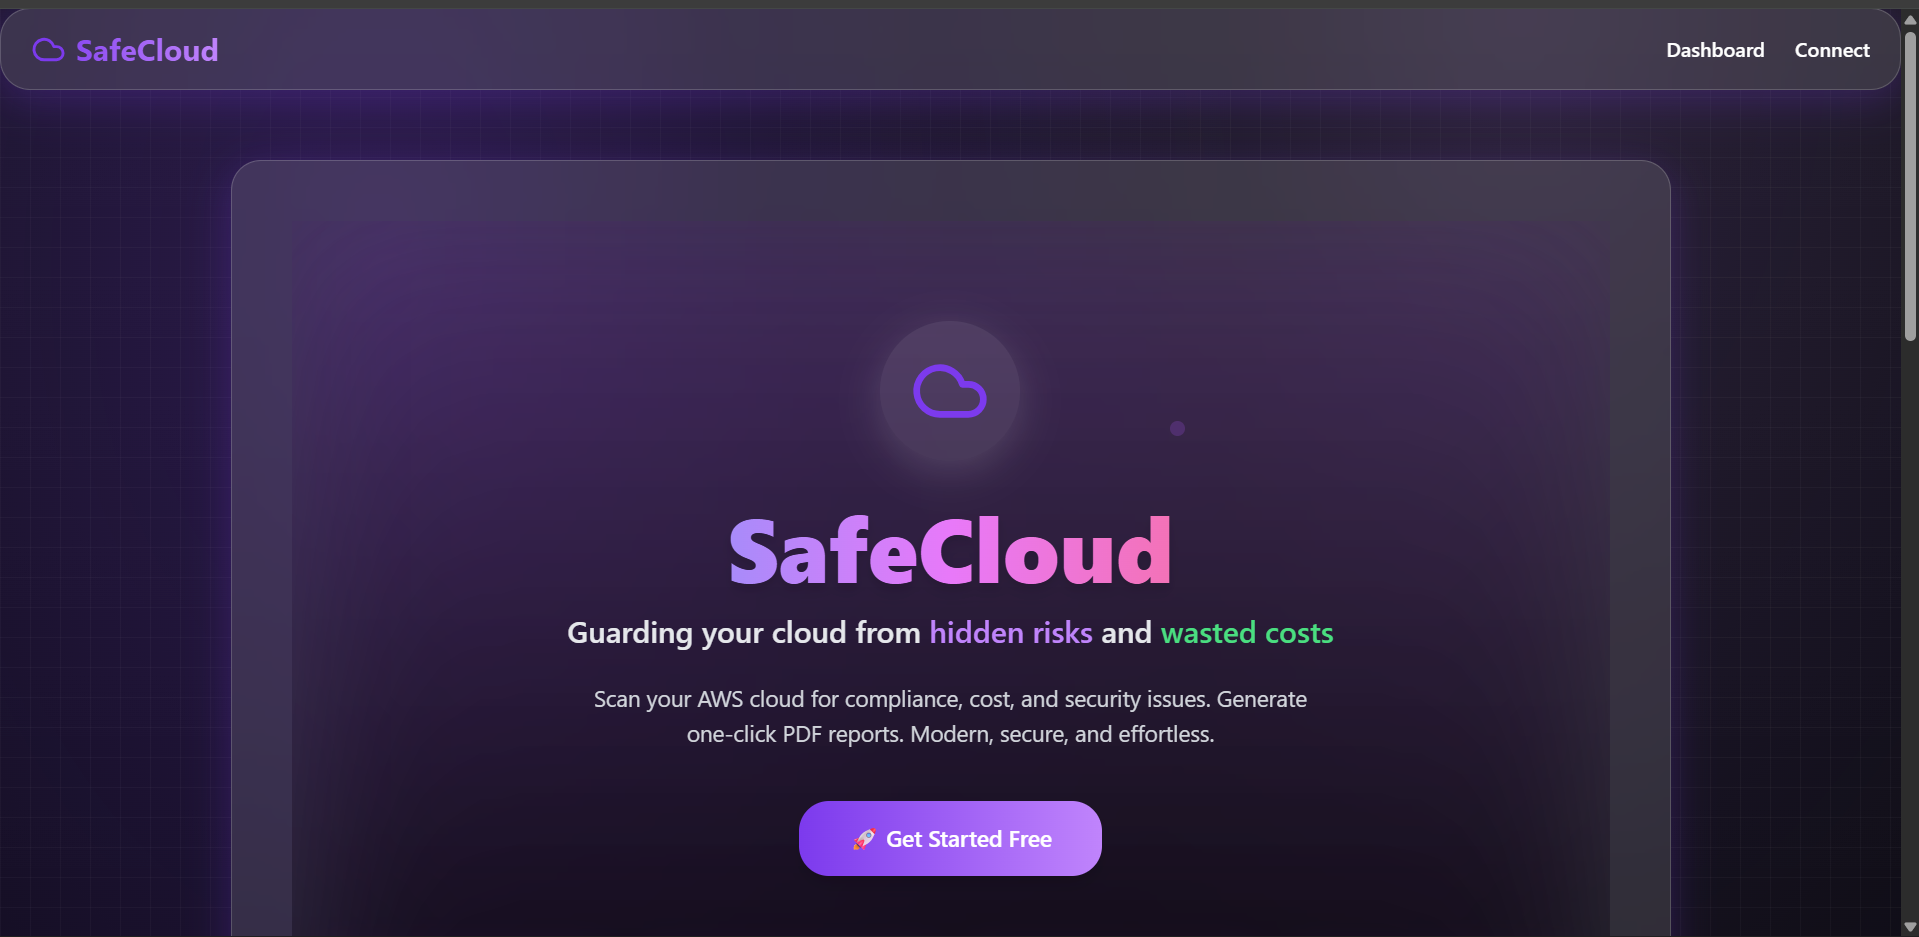 SafeCloud
Dashboard
Connect
SafeCloud
Guarding your cloud from hidden risks and wasted costs
Scan your AWS cloud for compliance, cost, and security issues. Generate
one-click PDF reports. Modern, secure, and effortless.
🚀 Get Started Free